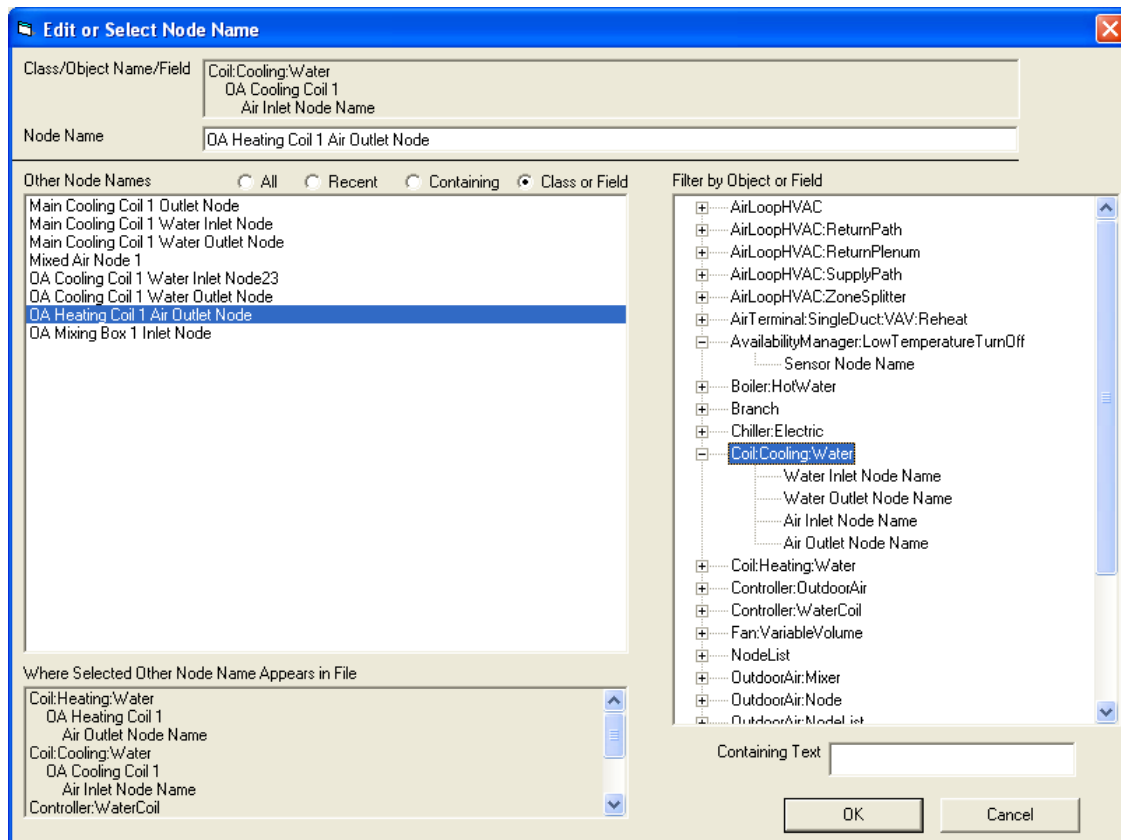 Edit or Select Node Name
Class/Object Name/Field
Coil:Cooling:Water
OA Cooling Coil 1
Air Inlet Node Name
Node Name
OA Heating Coil 1 Air Outlet Node
Other Node Names
All
Recent
Containing
Class or Field
Main Cooling Coil 1 Outlet Node
Main Cooling Coil 1 Water Inlet Node
Main Cooling Coil 1 Water Outlet Node
Mixed Air Node 1
OA Cooling Coil 1 Water Inlet Node23
OA Cooling Coil 1 Water Outlet Node
OA Heating Coil 1 Air Outlet Node
OA Mixing Box 1 Inlet Node
Where Selected Other Node Name Appears in File
Coil:Heating:Water
OA Heating Coil 1
Air Outlet Node Name
Coil:Cooling:Water
OA Cooling Coil 1
Air Inlet Node Name
Controller:WaterCoil
Filter by Object or Field
AirLoopHVAC
AirLoopHVAC:ReturnPath
AirLoopHVAC:ReturnPlenum
AirLoopHVAC:SupplyPath
AirLoopHVAC:ZoneSplitter
AirTerminal:SingleDuct:VAV:Reheat
AvailabilityManager:LowTemperatureTurnOff
Sensor Node Name
Boiler:HotWater
Branch
Chiller:Electric
Coil:Cooling:Water
Water Inlet Node Name
Water Outlet Node Name
Air Inlet Node Name
Air Outlet Node Name
Coil:Heating:Water
Controller:OutdoorAir
Controller:WaterCoil
Fan:VariableVolume
NodeList
OutdoorAir:Mixer
OutdoorAir:Node
OutdoorAir:NodeList
Containing Text
OK
Cancel